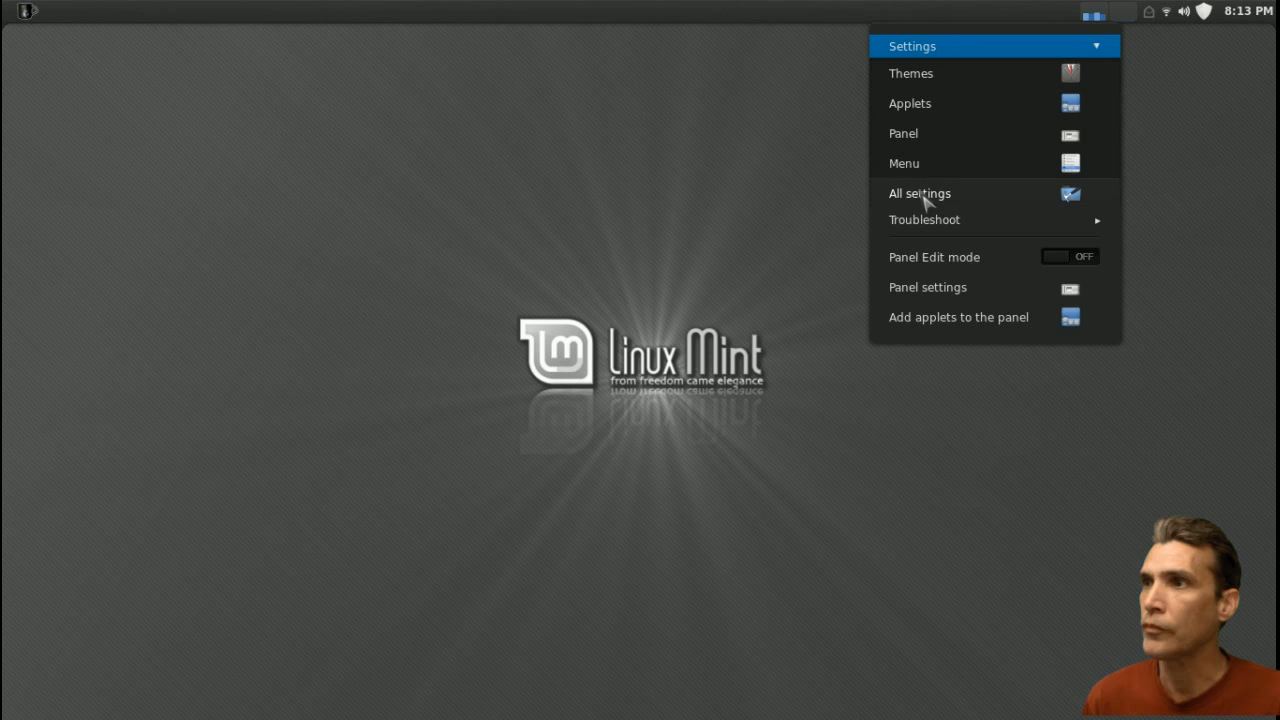 8:13 PM
Settings
Themes
Applets
Panel
Menu
All settings
Troubleshoot
Panel Edit mode OFF
Panel settings
Add applets to the panel
lm Linux Mint
from freedom came elegance